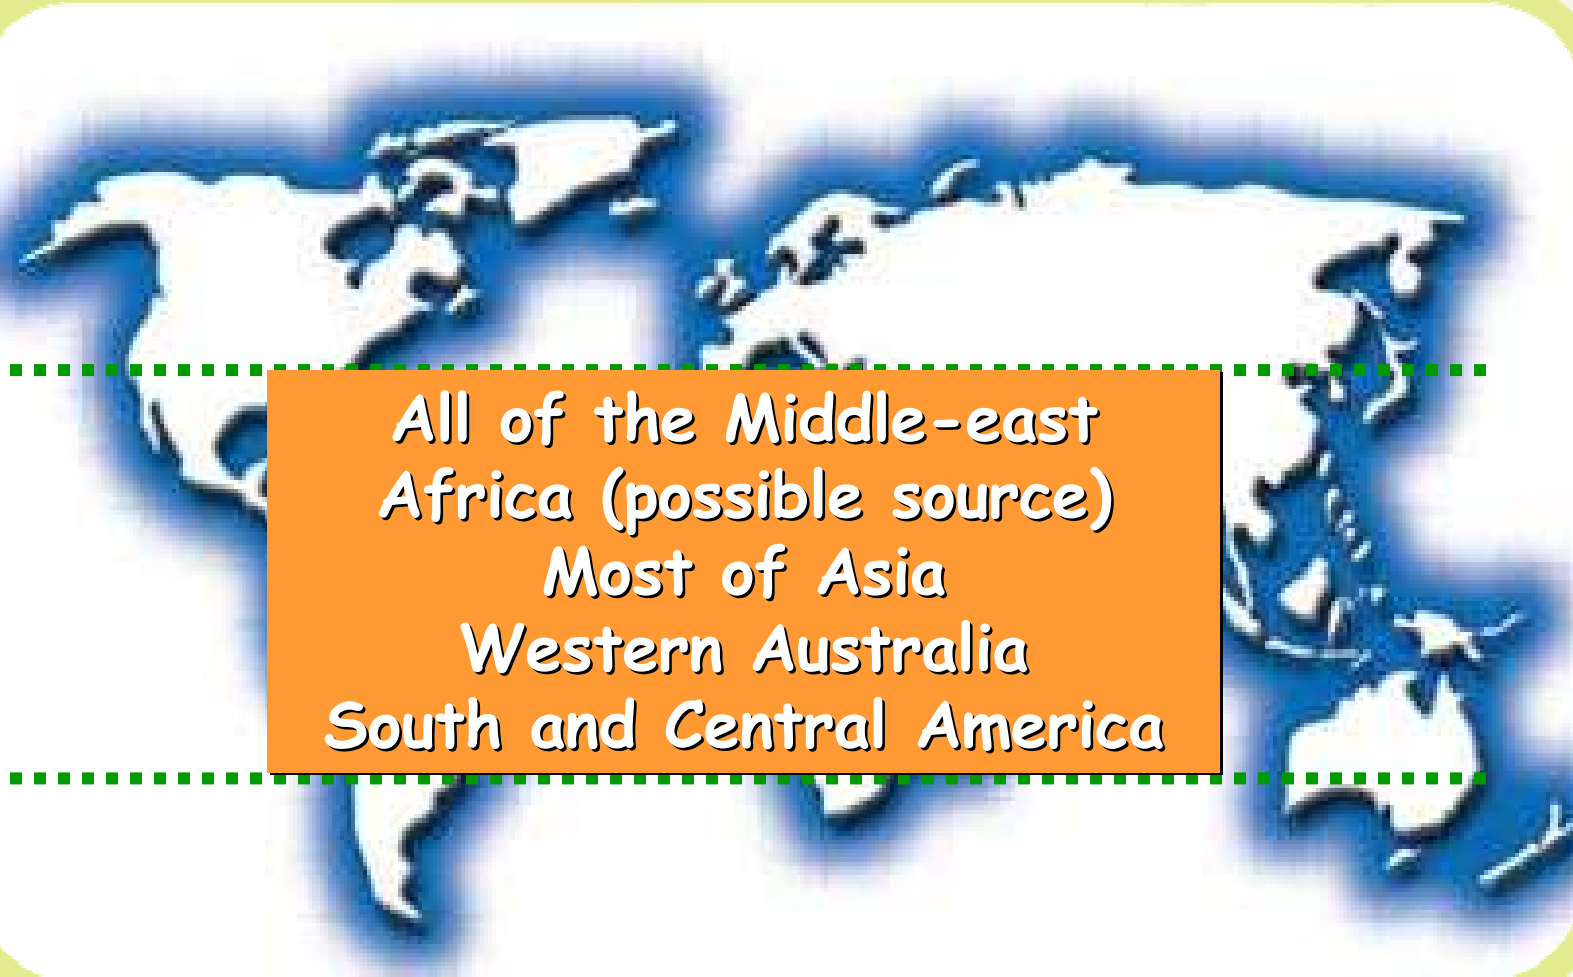 All of the Middle-east
Africa (possible source)
Most of Asia
Western Australia
South and Central America